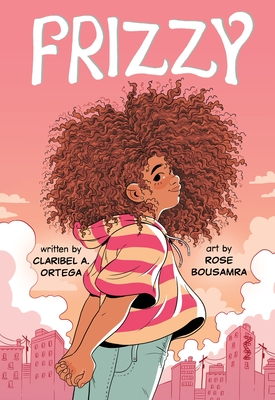 FRIZZY
written by
CLARIBEL A.
ORTEGA
art by
ROSE
BOUSAMRA